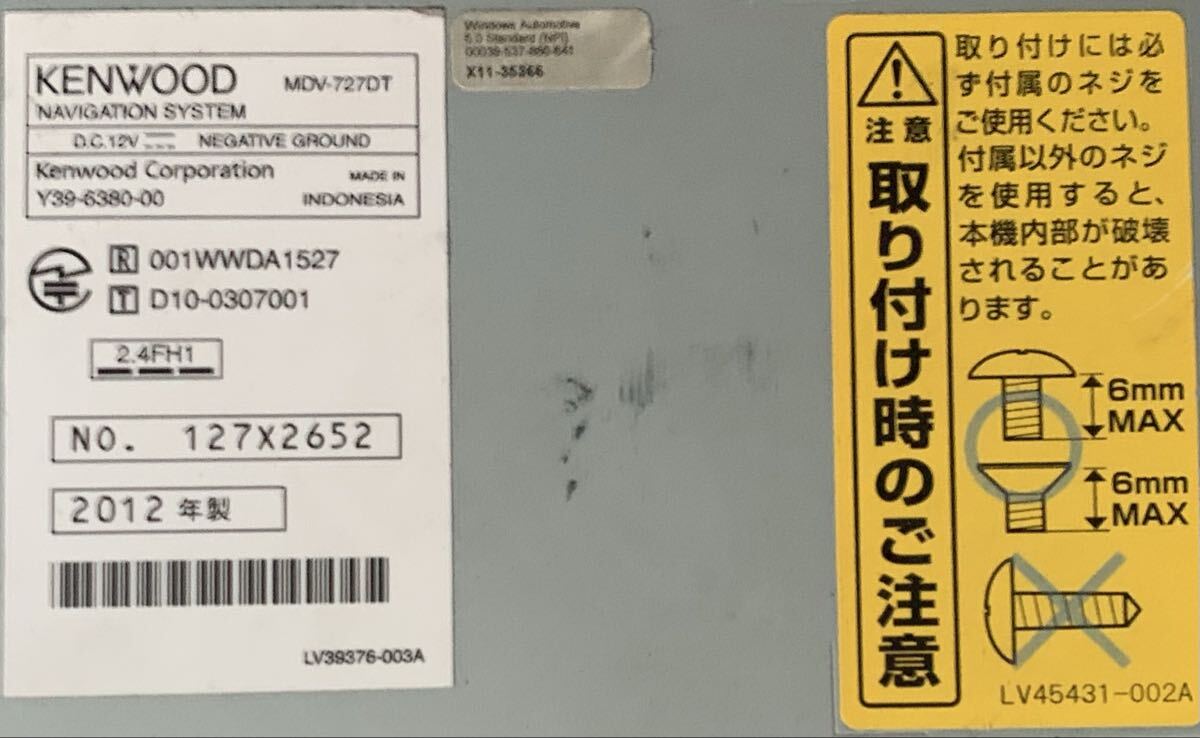 KENWOOD MDV-727DT
NAVIGATION SYSTEM
D.C.12V NEGATIVE GROUND
Kenwood Corporation MADE IN
Y39-6380-00 INDONESIA
R 001WWDA1527
T D10-0307001
2.4FH1
NO. 127X2652
2012 年製
LV39376-003A
Windows Automotive
5.0 Standard (NPI)
X11-35366
注意
取り付け時のご注意
取り付けには必
ず付属のネジを
ご使用ください。
付属以外のネジ
を使用すると、
本機内部が破壊
されることがあ
ります。
6mm
MAX
6mm
MAX
LV45431-002A